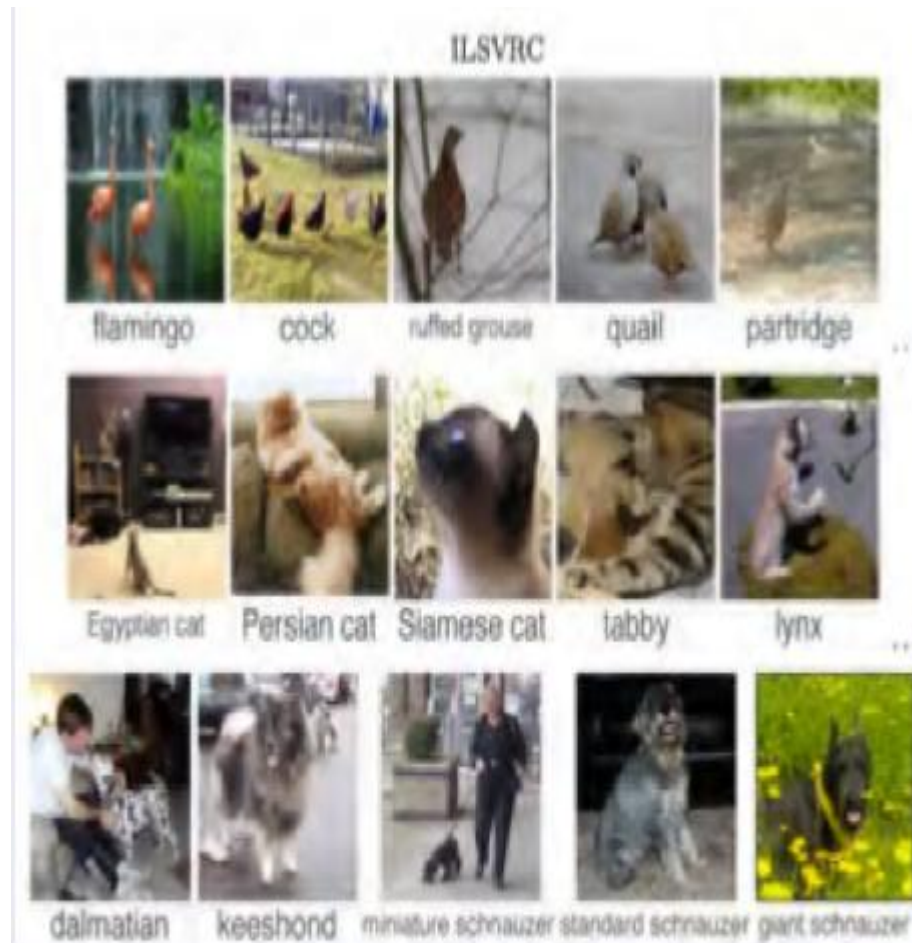 ILSVRC
flamingo cock ruffed grouse quail partridge ..
Egyptian cat Persian cat Siamese cat tabby lynx ..
dalmatian keeshond miniature schnauzer standard schnauzer giant schnauzer